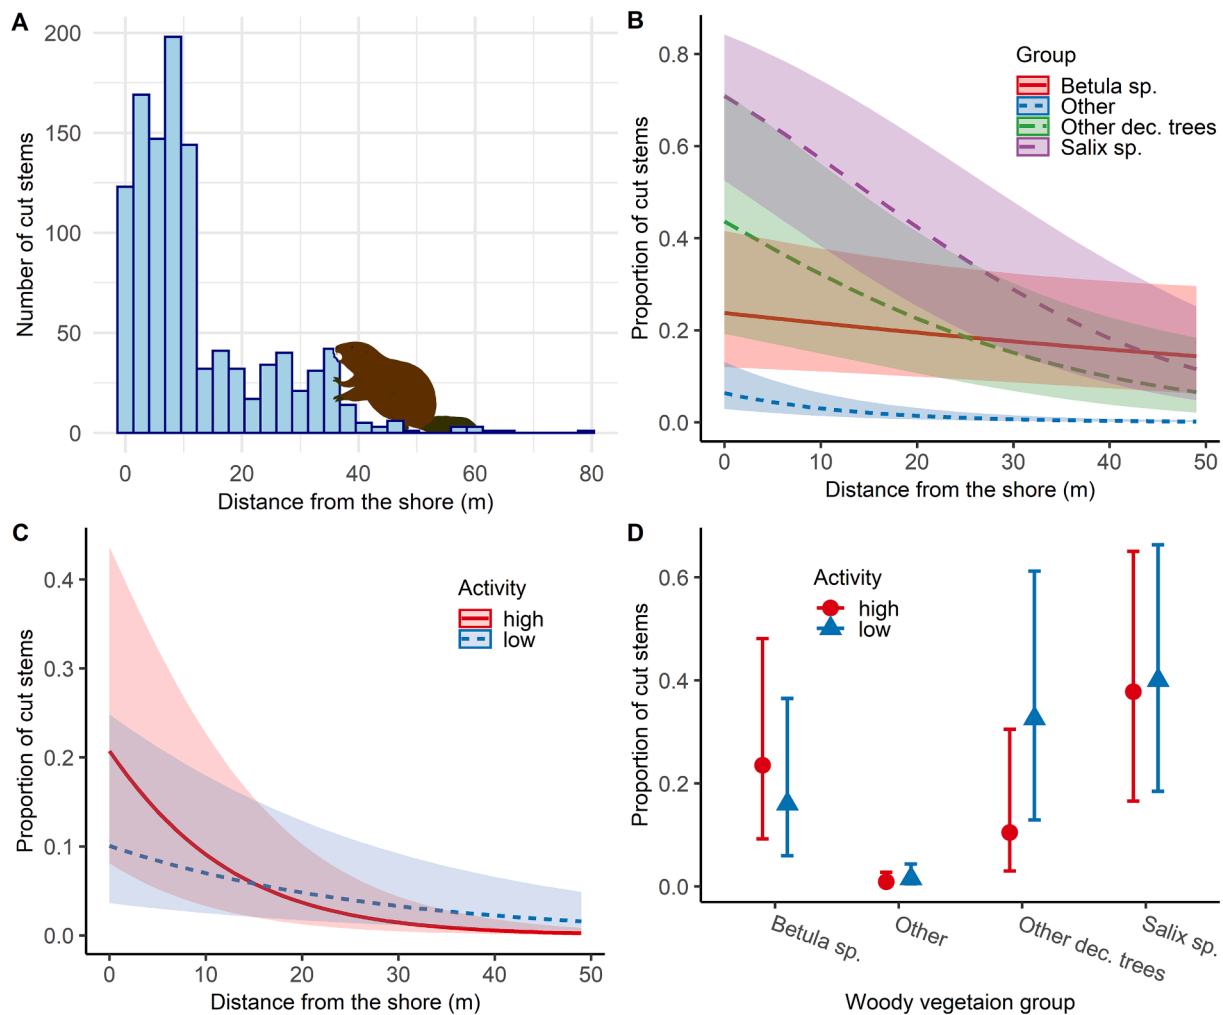 A
Number of cut stems
200
150
100
50
0
0 20 40 60 80
Distance from the shore (m)
B
Proportion of cut stems
0.8
0.6
0.4
0.2
0.0
Group
Betula sp.
Other
Other dec. trees
Salix sp.
0 10 20 30 40 50
Distance from the shore (m)
C
Proportion of cut stems
0.4
0.3
0.2
0.1
0.0
Activity
high
low
0 10 20 30 40 50
Distance from the shore (m)
D
Proportion of cut stems
0.6
0.4
0.2
0.0
Activity
high
low
Betula sp.
Other
Other dec. trees
Salix sp.
Woody vegetaion group